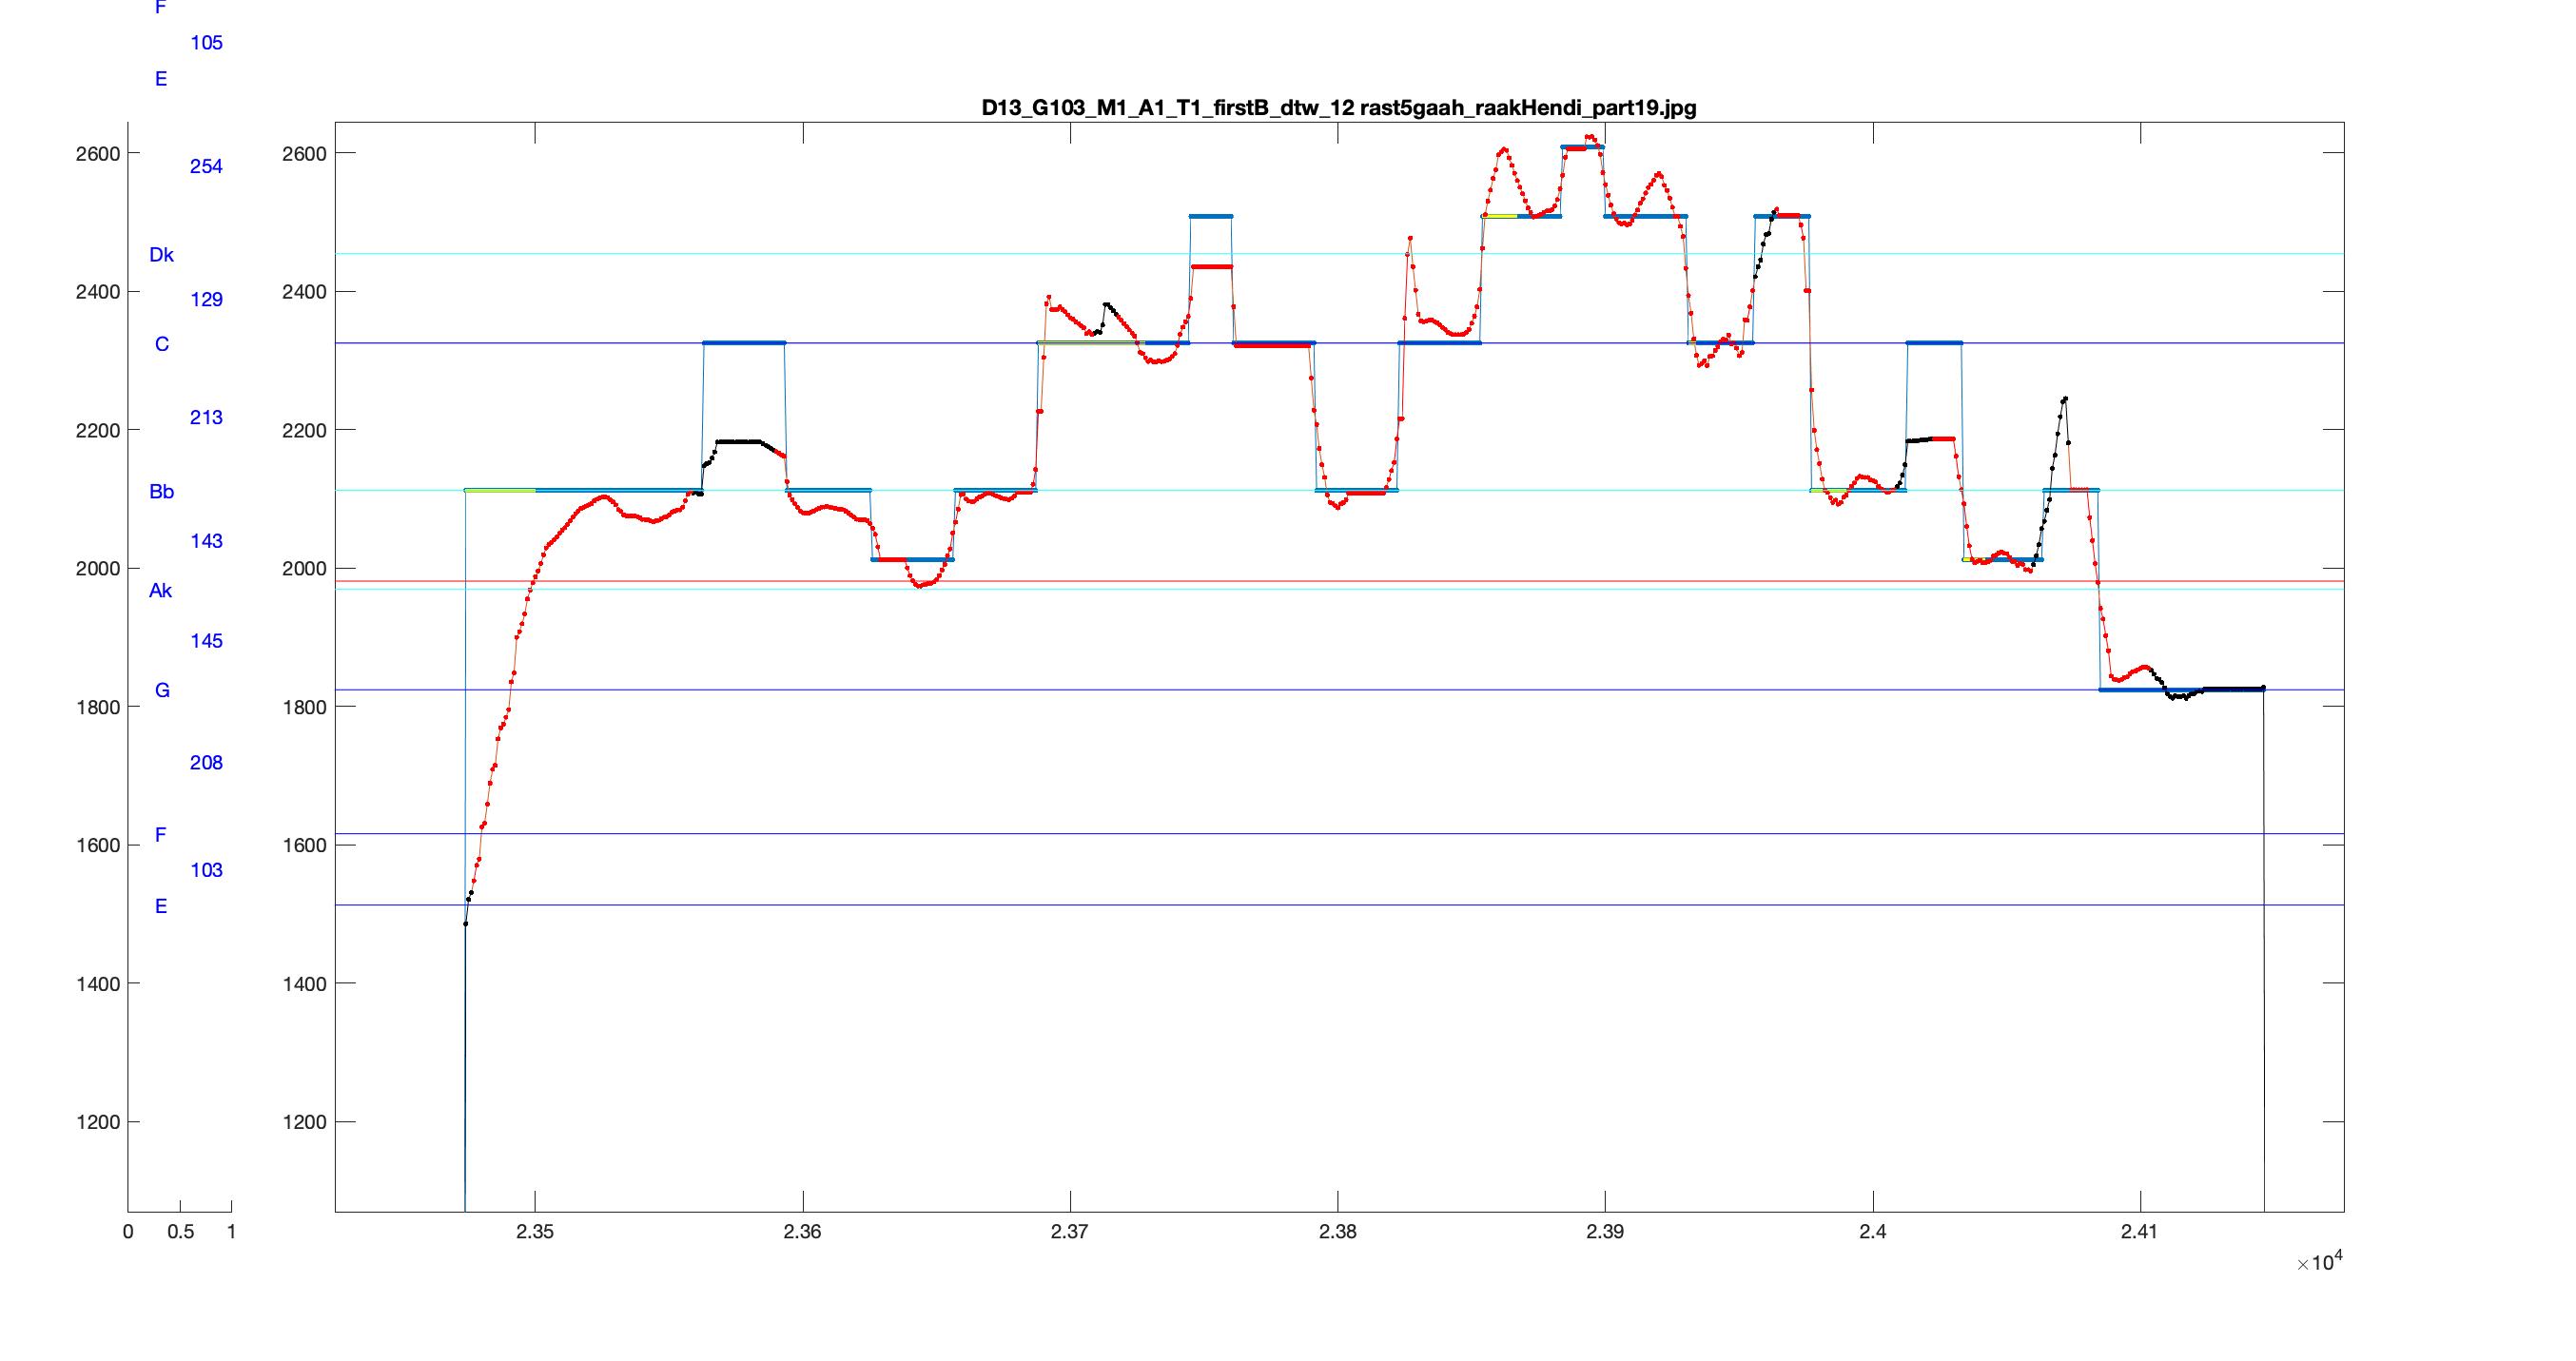 F
105
E
D13_G103_M1_A1_T1_firstB_dtw_12 rast5gaah_raakHendi_part19.jpg
2600
254
2600
Dk
2400
129
2400
C
213
2200
2200
Bb
143
2000
2000
Ak
145
G
1800
1800
208
F
1600
1600
103
E
1400
1400
1200
1200
0 0.5 1
2.35 2.36 2.37 2.38 2.39 2.4 2.41
×10^4